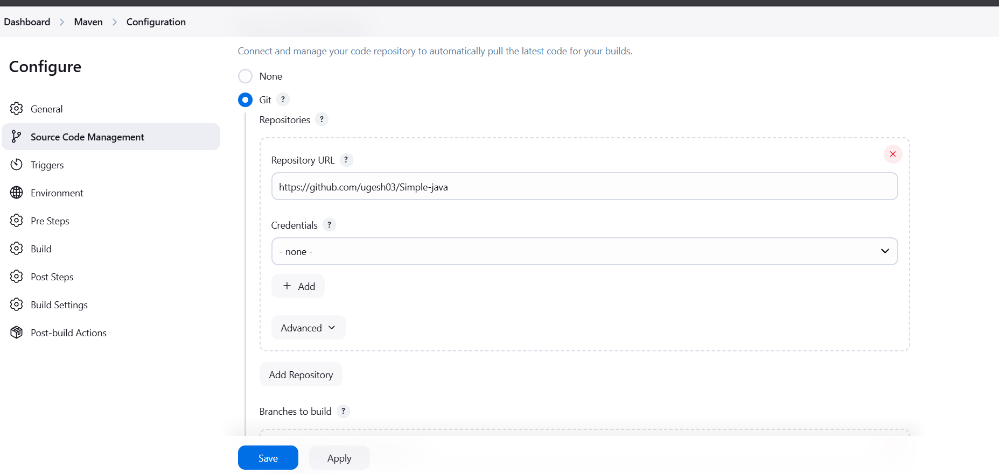 Dashboard > Maven > Configuration
Configure
General
Source Code Management
Triggers
Environment
Pre Steps
Build
Post Steps
Build Settings
Post-build Actions
Connect and manage your code repository to automatically pull the latest code for your builds.
None
Git ?
Repositories ?
Repository URL ?
https://github.com/ugesh03/Simple-java
Credentials ?
- none -
+ Add
Advanced
Add Repository
Branches to build ?
Save Apply